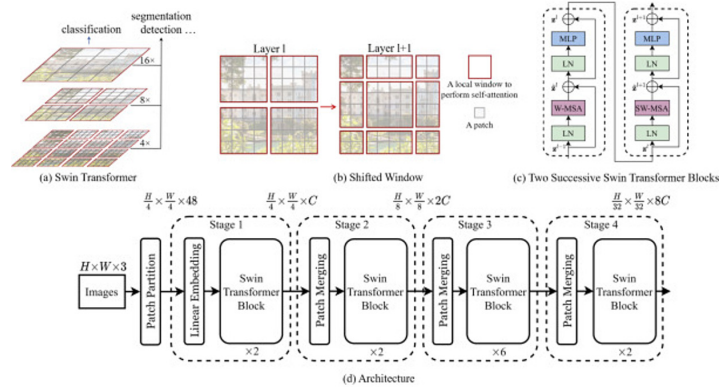 classification
segmentation
detection ...
16×
8×
4×
(a) Swin Transformer
Layer l
Layer l+1
A local window to
perform self-attention
A patch
(b) Shifted Window
MLP
LN
W-MSA
LN
MLP
LN
SW-MSA
LN
(c) Two Successive Swin Transformer Blocks
H/4 × W/4 × 48
H/4 × W/4 × C
H/8 × W/8 × 2C
H/32 × W/32 × 8C
Stage 1
Stage 2
Stage 3
Stage 4
H×W×3
Images
Patch Partition
Linear Embedding
Swin
Transformer
Block
×2
Patch Merging
Swin
Transformer
Block
×2
Patch Merging
Swin
Transformer
Block
×6
Patch Merging
Swin
Transformer
Block
×2
(d) Architecture